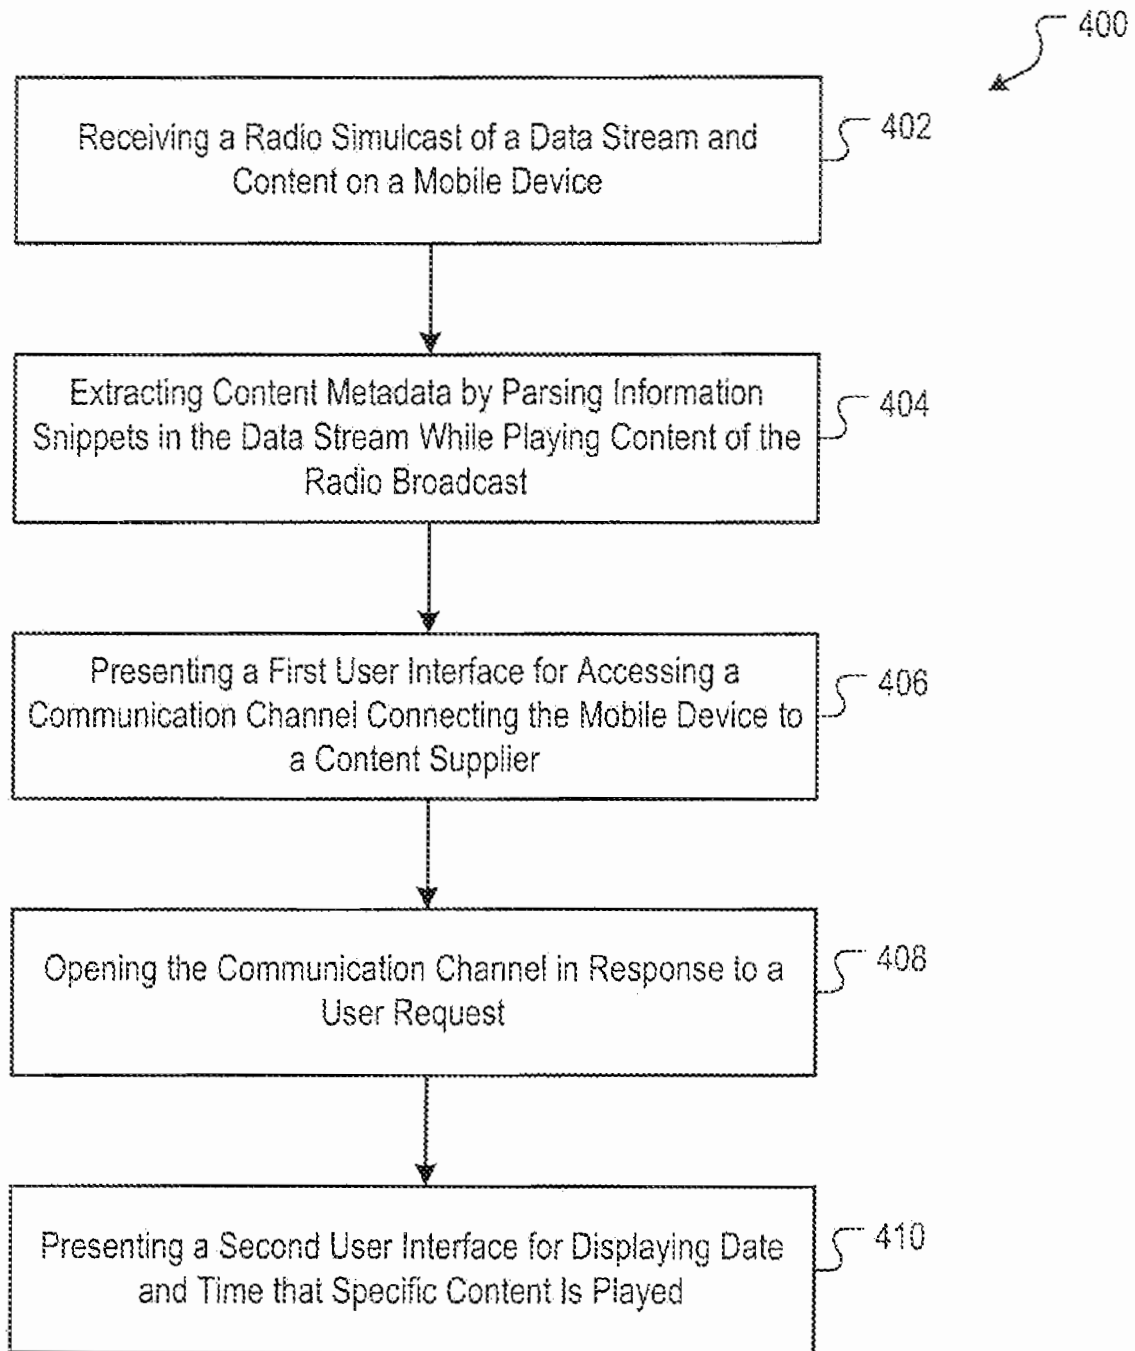 400
Receiving a Radio Simulcast of a Data Stream and
Content on a Mobile Device
402
Extracting Content Metadata by Parsing Information
Snippets in the Data Stream While Playing Content of the
Radio Broadcast
404
Presenting a First User Interface for Accessing a
Communication Channel Connecting the Mobile Device to
a Content Supplier
406
Opening the Communication Channel in Response to a
User Request
408
Presenting a Second User Interface for Displaying Date
and Time that Specific Content Is Played
410